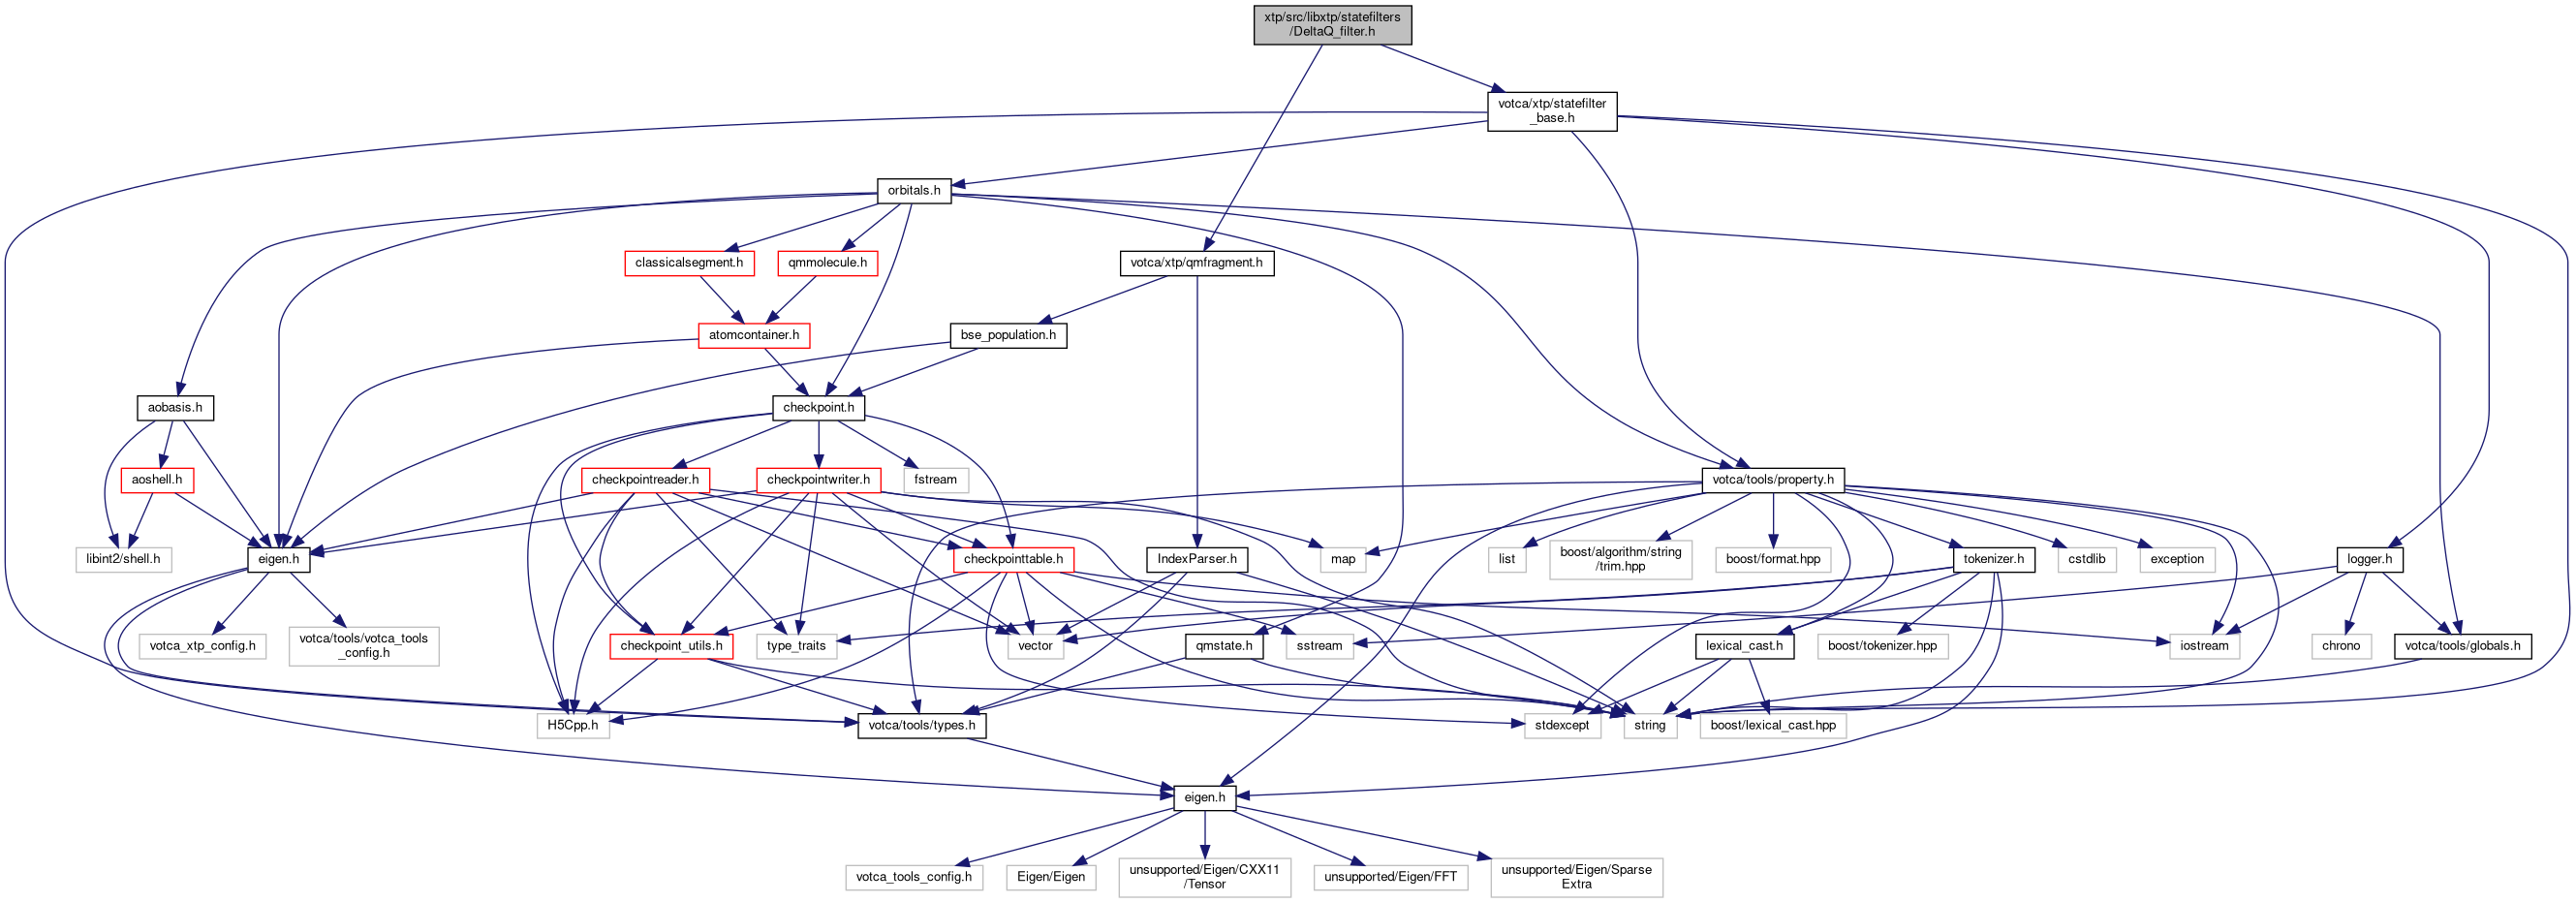 xtp/src/libxtp/statefilters
/DeltaQ_filter.h
votca/xtp/statefilter
_base.h
orbitals.h
classicalsegment.h
qmmolecule.h
votca/xtp/qmfragment.h
atomcontainer.h
bse_population.h
aobasis.h
checkpoint.h
aoshell.h
checkpointreader.h
checkpointwriter.h
fstream
votca/tools/property.h
libint2/shell.h
eigen.h
checkpointtable.h
IndexParser.h
map
list
boost/algorithm/string
/trim.hpp
boost/format.hpp
tokenizer.h
cstdlib
exception
logger.h
votca_xtp_config.h
votca/tools/votca_tools
_config.h
checkpoint_utils.h
type_traits
vector
qmstate.h
sstream
lexical_cast.h
boost/tokenizer.hpp
iostream
chrono
votca/tools/globals.h
H5Cpp.h
votca/tools/types.h
stdexcept
string
boost/lexical_cast.hpp
eigen.h
votca_tools_config.h
Eigen/Eigen
unsupported/Eigen/CXX11
/Tensor
unsupported/Eigen/FFT
unsupported/Eigen/Sparse
Extra